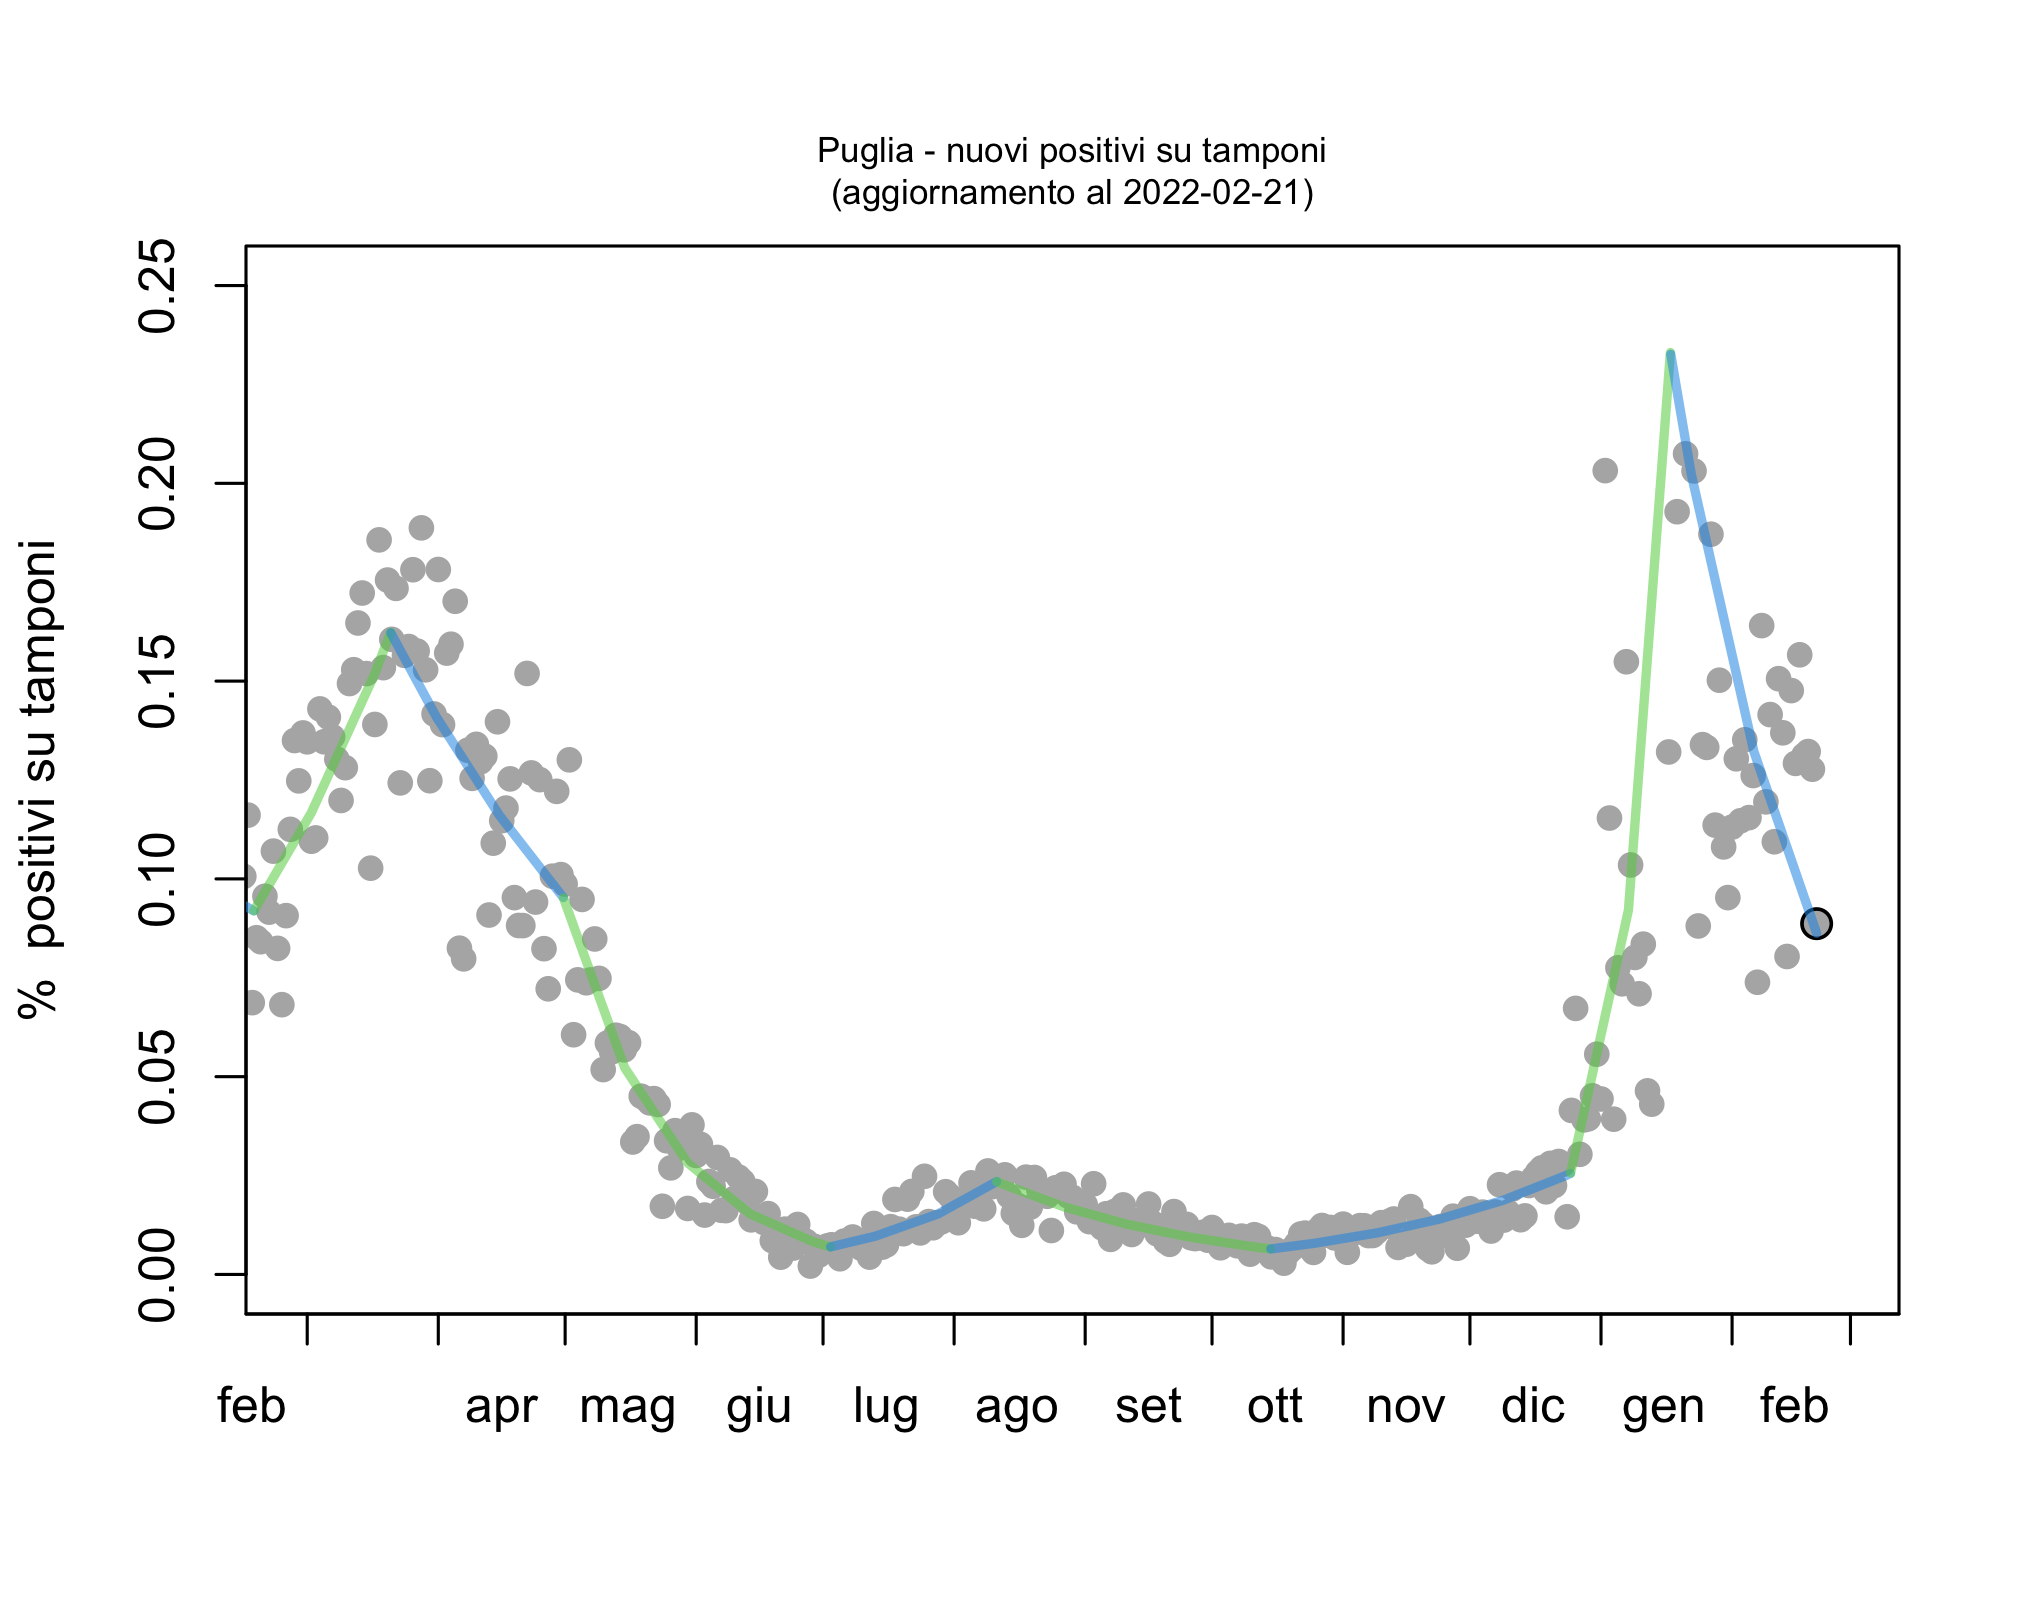 Puglia - nuovi positivi su tamponi
(aggiornamento al 2022-02-21)
% positivi su tamponi
0.25
0.20
0.15
0.10
0.05
0.00
feb apr mag giu lug ago set ott nov dic gen feb